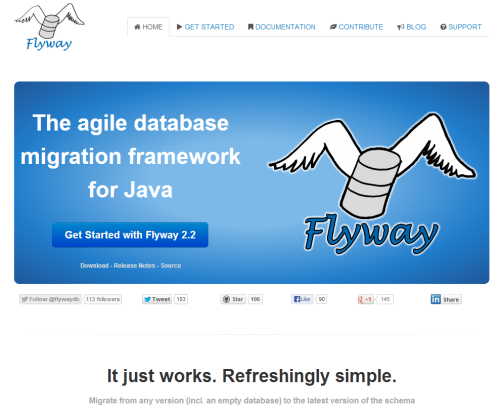 Flyway
HOME GET STARTED DOCUMENTATION CONTRIBUTE BLOG SUPPORT
The agile database
migration framework
for Java
Get Started with Flyway 2.2
Download - Release Notes - Source
Flyway
Follow @flywaydb 113 followers Tweet 103 Star 106 Like 90 +1 145 Share
It just works. Refreshingly simple.
Migrate from any version (incl. an empty database) to the latest version of the schema